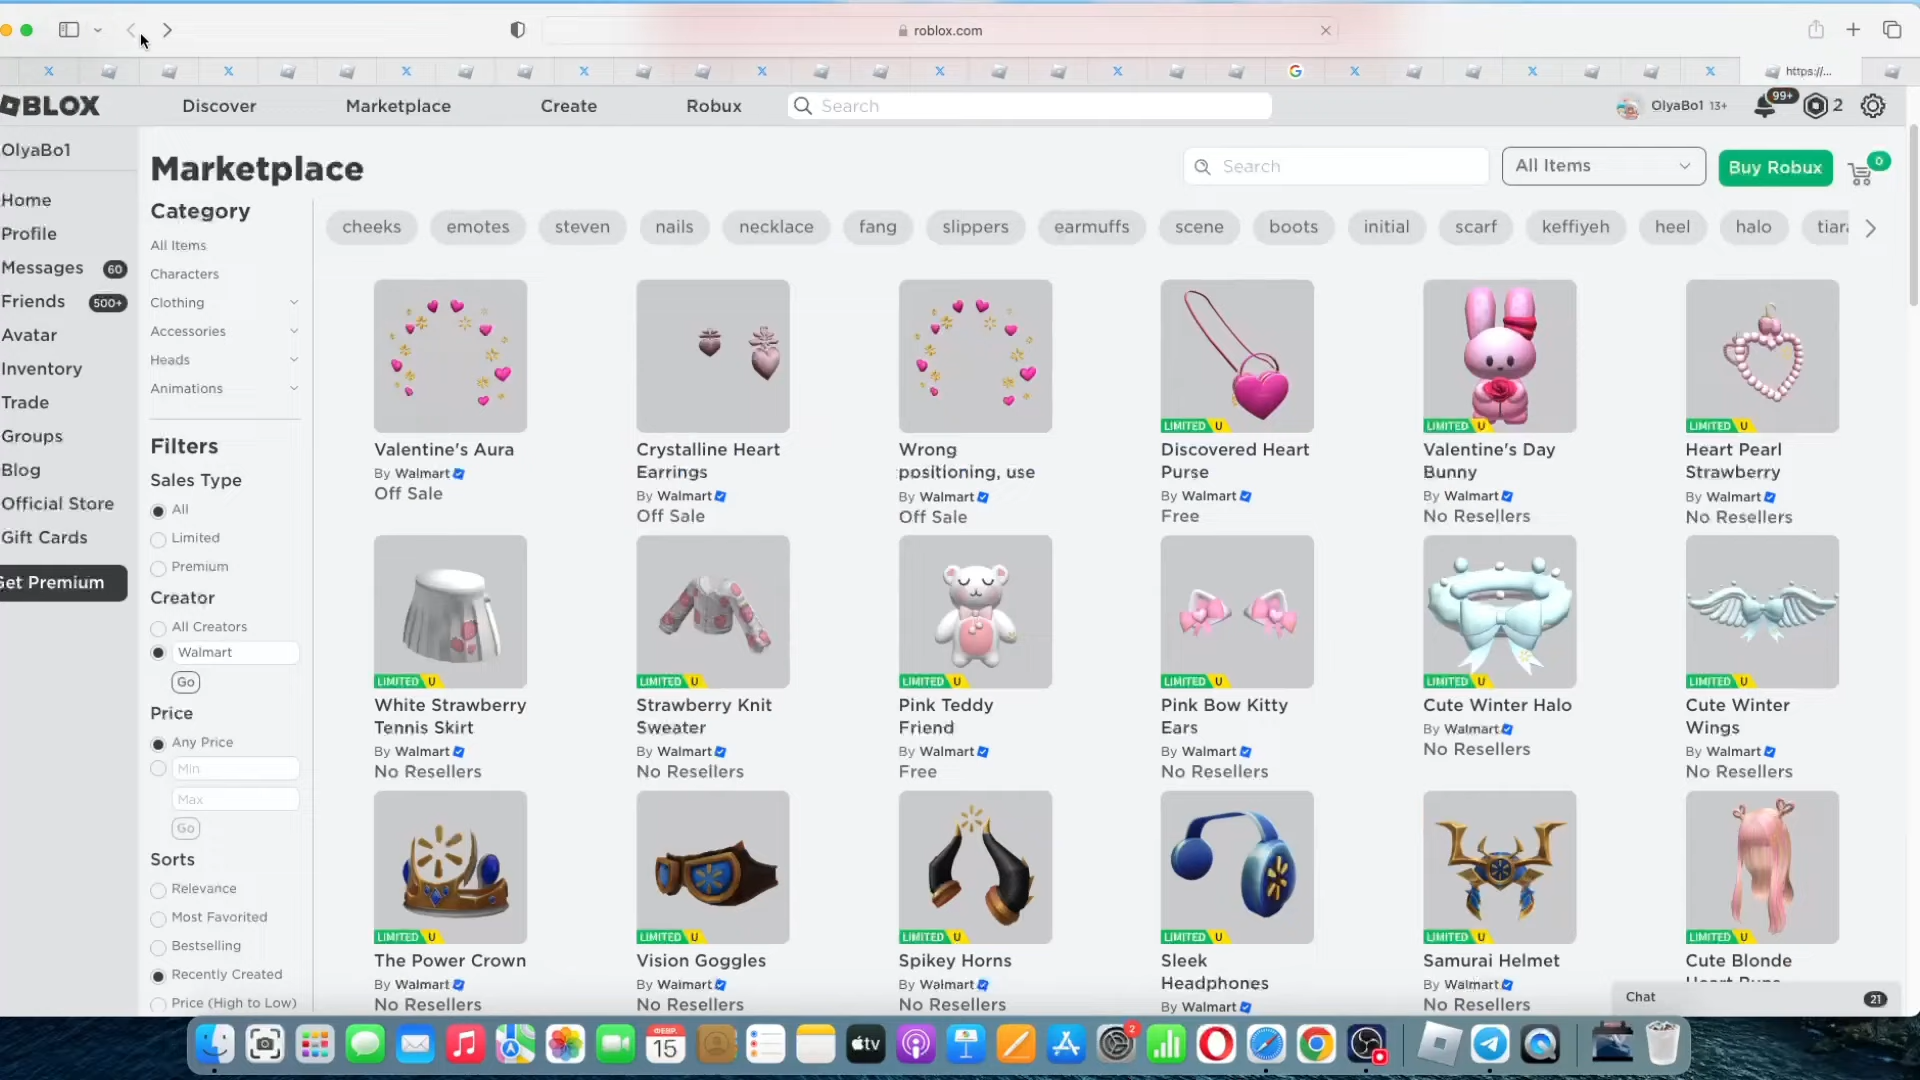 roblox.com
https://...
BLOX
Discover
Marketplace
Create
Robux
Search
OlyaBo1 13+
99+
2
OlyaBo1
Home
Profile
Messages 60
Friends 500+
Avatar
Inventory
Trade
Groups
Blog
Official Store
Gift Cards
Get Premium
Marketplace
Search
All Items
Buy Robux
0
Category
All Items
Characters
Clothing
Accessories
Heads
Animations
Filters
Sales Type
All
Limited
Premium
Creator
All Creators
Walmart
Go
Price
Any Price
Min
Max
Go
Sorts
Relevance
Most Favorited
Bestselling
Recently Created
Price (High to Low)
cheeks
emotes
steven
nails
necklace
fang
slippers
earmuffs
scene
boots
initial
scarf
keffiyeh
heel
halo
tiar
Valentine's Aura
By Walmart
Off Sale
Crystalline Heart
Earrings
By Walmart
Off Sale
Wrong
positioning, use
By Walmart
Off Sale
LIMITED U
Discovered Heart
Purse
By Walmart
Free
LIMITED U
Valentine's Day
Bunny
By Walmart
No Resellers
LIMITED U
Heart Pearl
Strawberry
By Walmart
No Resellers
LIMITED U
White Strawberry
Tennis Skirt
By Walmart
No Resellers
LIMITED U
Strawberry Knit
Sweater
By Walmart
No Resellers
LIMITED U
Pink Teddy
Friend
By Walmart
Free
LIMITED U
Pink Bow Kitty
Ears
By Walmart
No Resellers
LIMITED U
Cute Winter Halo
By Walmart
No Resellers
LIMITED U
Cute Winter
Wings
By Walmart
No Resellers
LIMITED U
The Power Crown
By Walmart
No Resellers
LIMITED U
Vision Goggles
By Walmart
No Resellers
LIMITED U
Spikey Horns
By Walmart
No Resellers
LIMITED U
Sleek
Headphones
By Walmart
LIMITED U
Samurai Helmet
By Walmart
No Resellers
LIMITED U
Cute Blonde
Heart Buns
Chat
21
ФЕВР.
15
tv
2